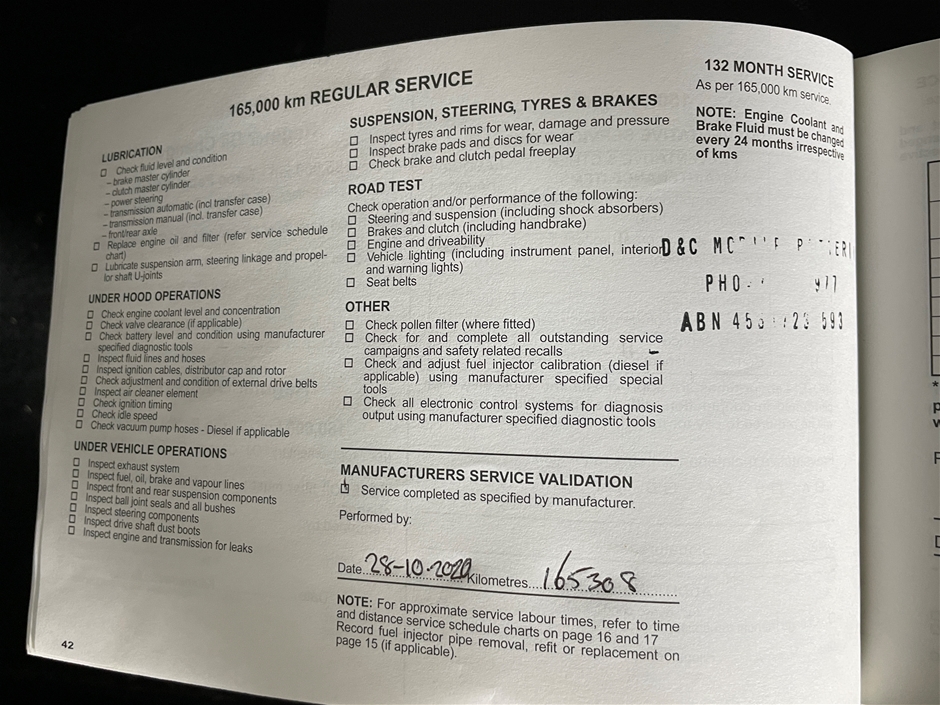 165,000 km REGULAR SERVICE
LUBRICATION
Check fluid level and condition
– brake master cylinder
– clutch master cylinder
– power steering
– transmission automatic (incl transfer case)
– transmission manual (incl. transfer case)
– front/rear axle
Replace engine oil and filter (refer service schedule
chart)
Lubricate suspension arm, steering linkage and propel-
lor shaft U-joints
UNDER HOOD OPERATIONS
Check engine coolant level and concentration
Check valve clearance (if applicable)
Check battery level and condition using manufacturer
specified diagnostic tools
Inspect fluid lines and hoses
Inspect ignition cables, distributor cap and rotor
Check adjustment and condition of external drive belts
Inspect air cleaner element
Check ignition timing
Check idle speed
Check vacuum pump hoses - Diesel if applicable
UNDER VEHICLE OPERATIONS
Inspect exhaust system
Inspect fuel, oil, brake and vapour lines
Inspect front and rear suspension components
Inspect ball joint seals and all bushes
Inspect steering components
Inspect drive shaft dust boots
Inspect engine and transmission for leaks
42
SUSPENSION, STEERING, TYRES & BRAKES
Inspect tyres and rims for wear, damage and pressure
Inspect brake pads and discs for wear
Check brake and clutch pedal freeplay
ROAD TEST
Check operation and/or performance of the following:
Steering and suspension (including shock absorbers)
Brakes and clutch (including handbrake)
Engine and driveability
Vehicle lighting (including instrument panel, interior
and warning lights)
Seat belts
OTHER
Check pollen filter (where fitted)
Check for and complete all outstanding service
campaigns and safety related recalls
Check and adjust fuel injector calibration (diesel if
applicable) using manufacturer specified special
tools
Check all electronic control systems for diagnosis
output using manufacturer specified diagnostic tools
MANUFACTURERS SERVICE VALIDATION
Service completed as specified by manufacturer.
Performed by:
Date 28-10-2020 Kilometres 165308
NOTE: For approximate service labour times, refer to time
and distance service schedule charts on page 16 and 17
Record fuel injector pipe removal, refit or replacement on
page 15 (if applicable).
132 MONTH SERVICE
As per 165,000 km service.
NOTE: Engine Coolant and
Brake Fluid must be changed
every 24 months irrespective
of kms
D&C
ABN 593